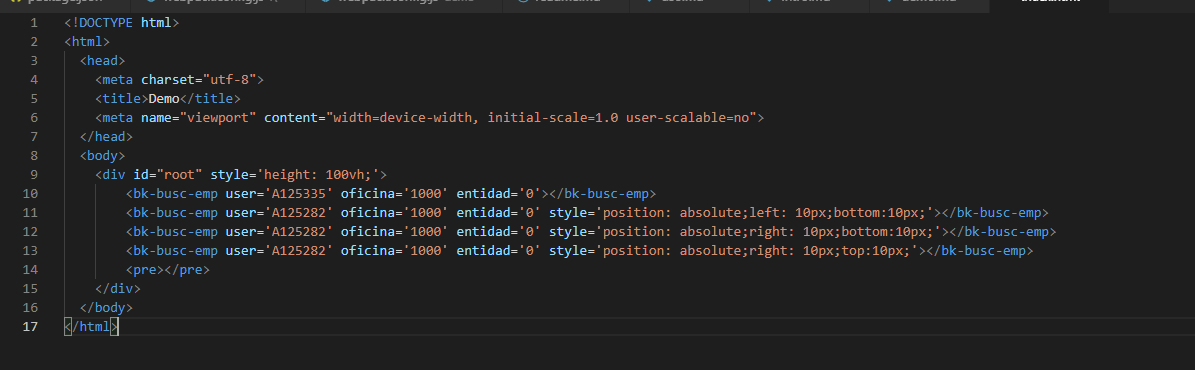 1 <!DOCTYPE html>
2 <html>
3 <head>
4 <meta charset="utf-8">
5 <title>Demo</title>
6 <meta name="viewport" content="width=device-width, initial-scale=1.0 user-scalable=no">
7 </head>
8 <body>
9 <div id="root" style='height: 100vh;'>
10 <bk-busc-emp user='A125335' oficina='1000' entidad='0'></bk-busc-emp>
11 <bk-busc-emp user='A125282' oficina='1000' entidad='0' style='position: absolute;left: 10px;bottom:10px;'></bk-busc-emp>
12 <bk-busc-emp user='A125282' oficina='1000' entidad='0' style='position: absolute;right: 10px;bottom:10px;'></bk-busc-emp>
13 <bk-busc-emp user='A125282' oficina='1000' entidad='0' style='position: absolute;right: 10px;top:10px;'></bk-busc-emp>
14 <pre></pre>
15 </div>
16 </body>
17 </html>